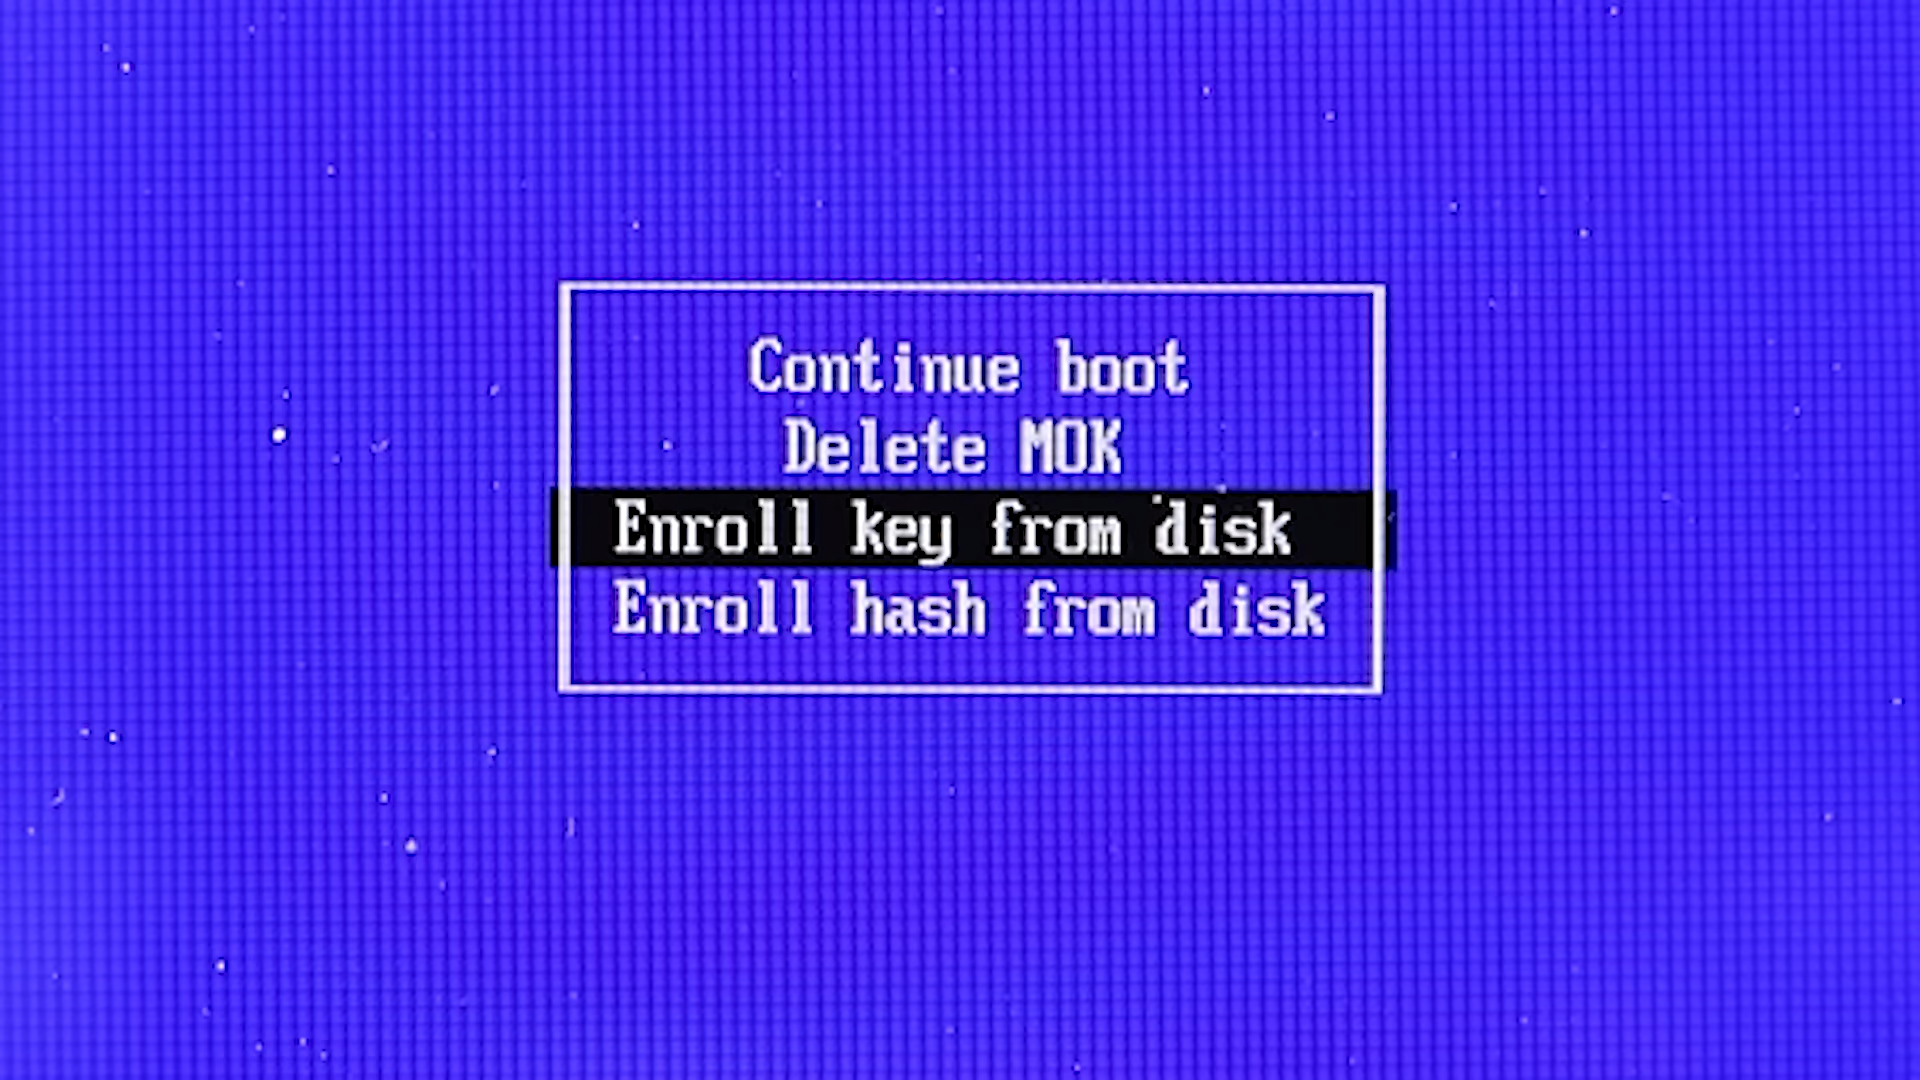 Continue boot
Delete MOK
Enroll key from disk
Enroll hash from disk